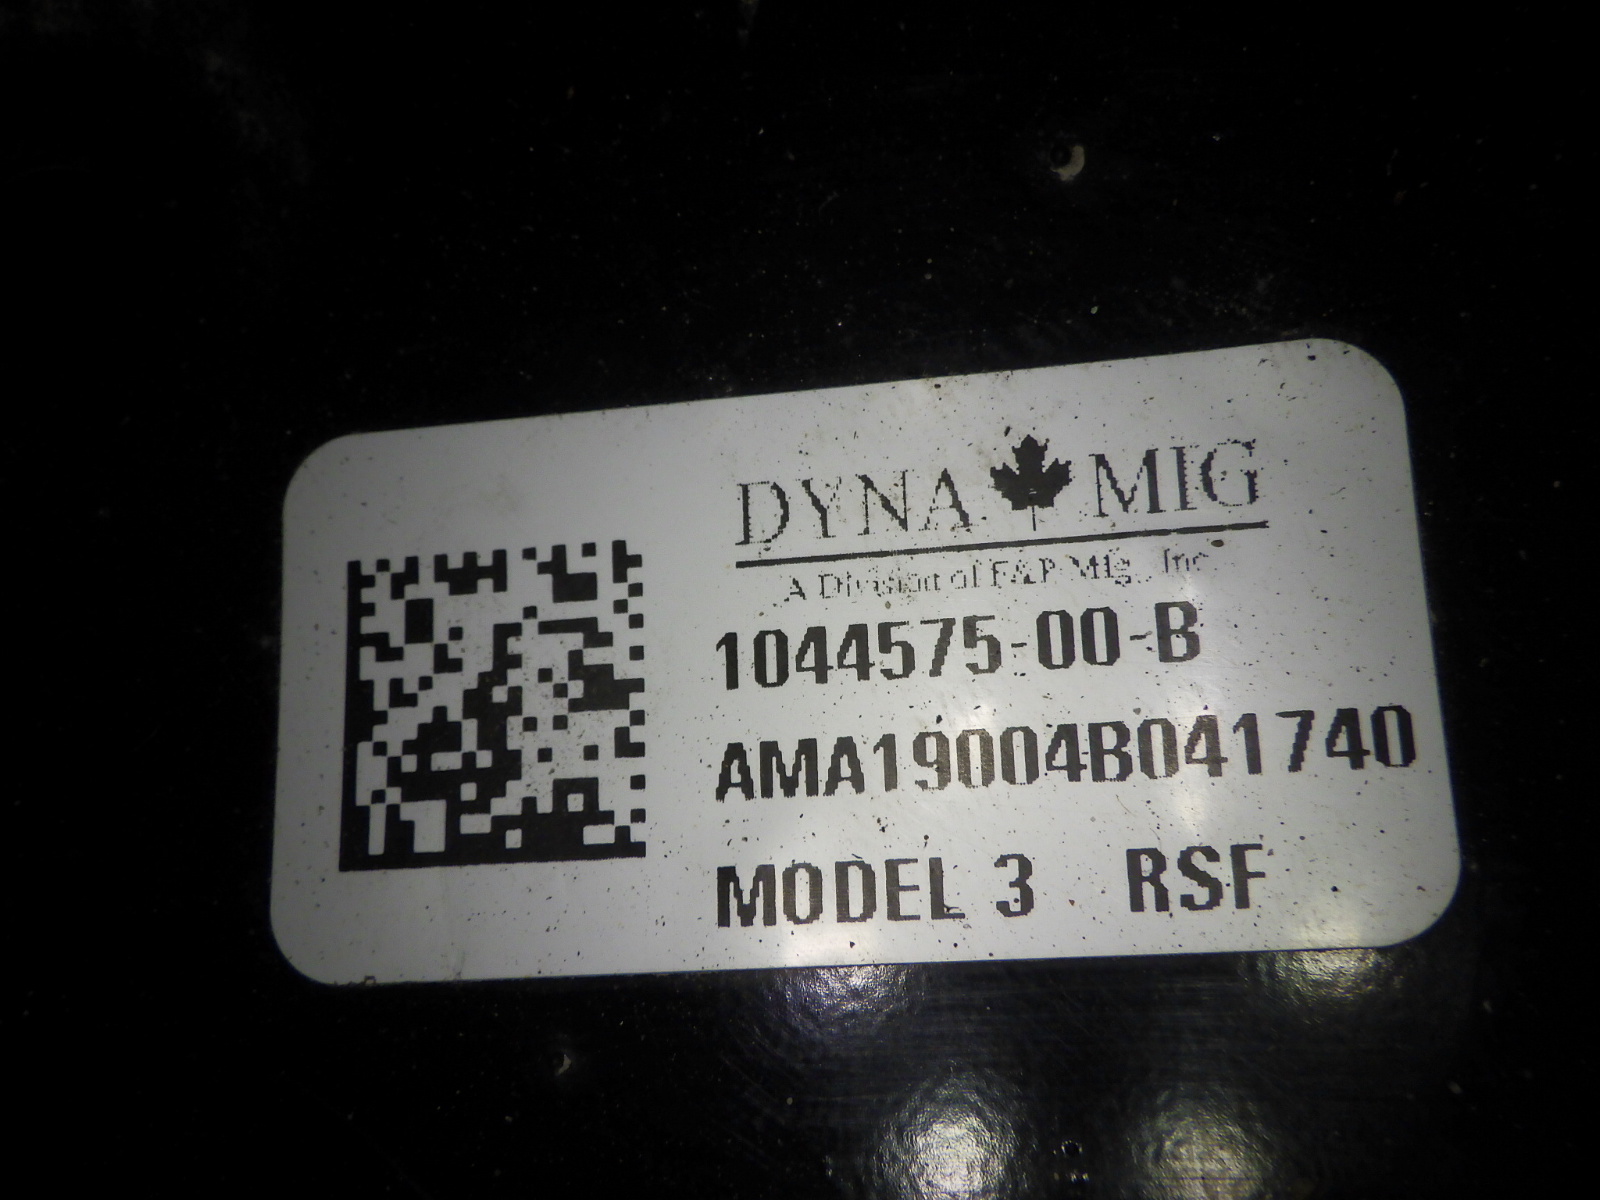 DYNA MIG
A Division of F&P Mfg., Inc.
1044575-00-B
AMA19004B041740
MODEL 3 RSF